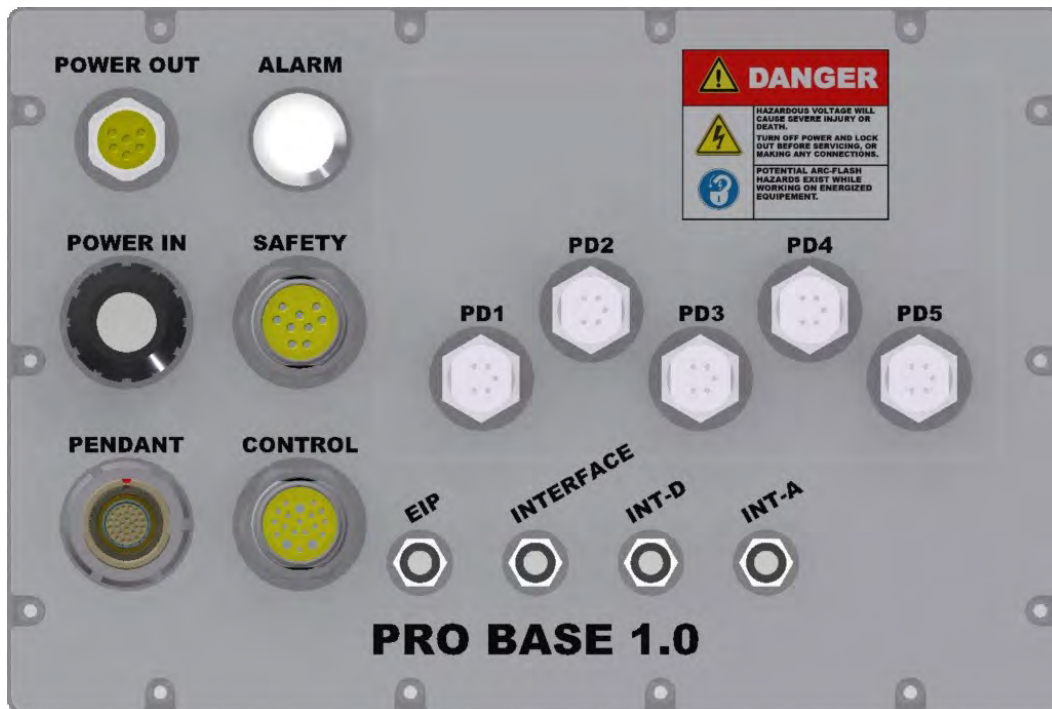 POWER OUT
ALARM
DANGER
HAZARDOUS VOLTAGE WILL
CAUSE SEVERE INJURY OR
DEATH.
TURN OFF POWER AND LOCK
OUT BEFORE SERVICING, OR
MAKING ANY CONNECTIONS.
POTENTIAL ARC-FLASH
HAZARDS EXIST WHILE
WORKING ON ENERGIZED
EQUIPEMENT.
POWER IN
SAFETY
PD1
PD2
PD3
PD4
PD5
PENDANT
CONTROL
EIP
INTERFACE
INT-D
INT-A
PRO BASE 1.0